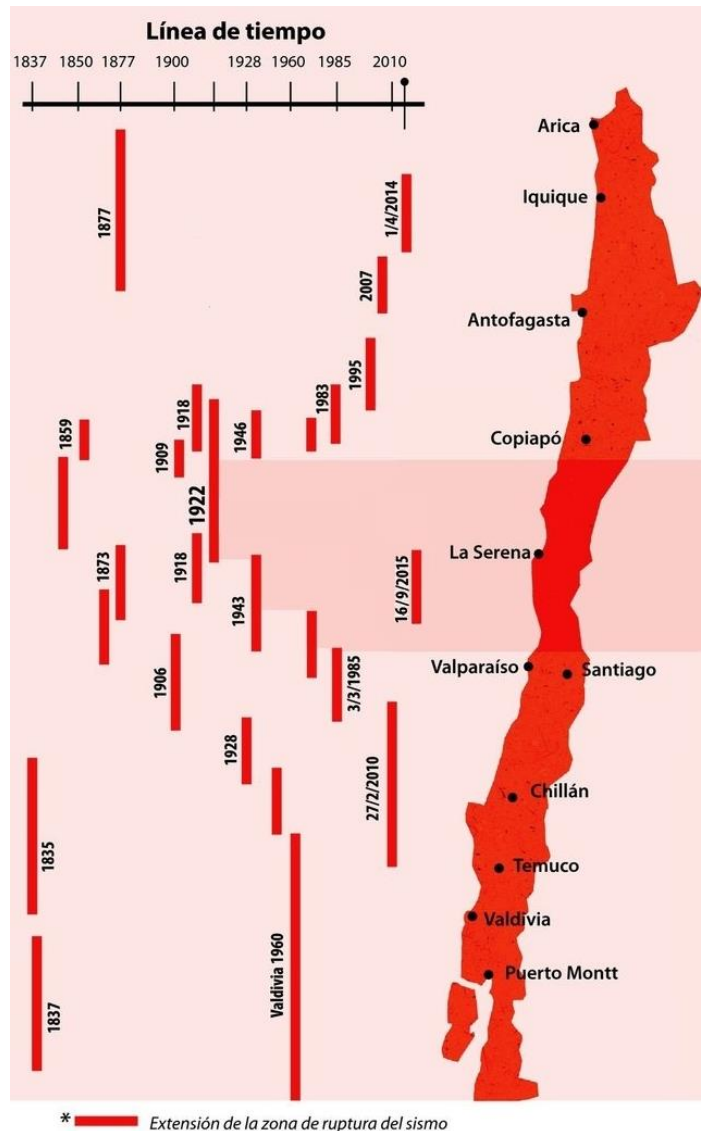 Línea de tiempo
1837 1850 1877 1900 1928 1960 1985 2010
Arica
1/4/2014
Iquique
1877
2007
Antofagasta
1995
1983
1918
1859
1946
1909
Copiapó
1922
1873
1918
La Serena
16/9/2015
1943
Valparaíso
Santiago
3/3/1985
1906
1928
27/2/2010
Chillán
1835
Temuco
Valdivia
Valdivia 1960
Puerto Montt
1837
* Extensión de la zona de ruptura del sismo